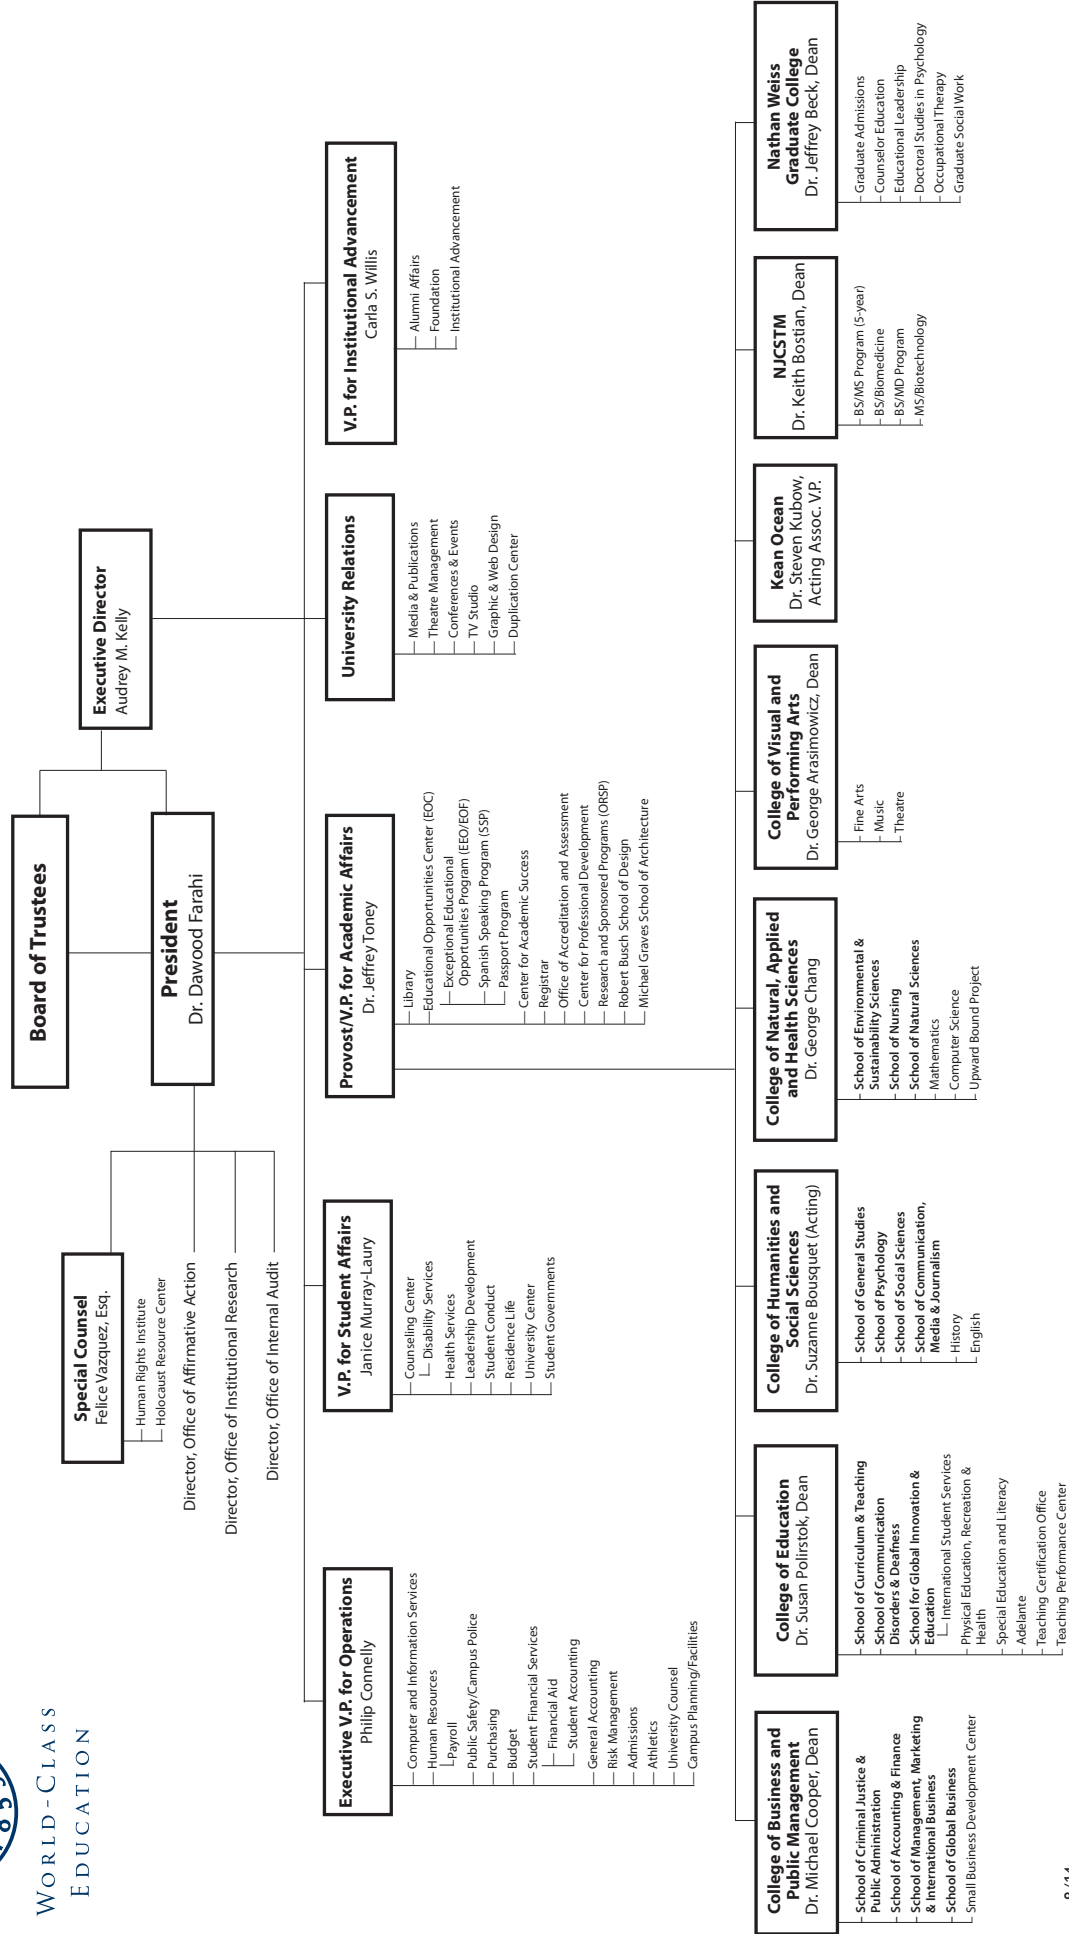 WORLD-CLASS
EDUCATION
Board of Trustees
Executive Director
Audrey M. Kelly
President
Dr. Dawood Farahi
Special Counsel
Felice Vazquez, Esq.
Human Rights Institute
Holocaust Resource Center
Director, Office of Affirmative Action
Director, Office of Institutional Research
Director, Office of Internal Audit
Executive V.P. for Operations
Philip Connelly
Computer and Information Services
Human Resources
Payroll
Public Safety/Campus Police
Purchasing
Budget
Student Financial Services
Financial Aid
Student Accounting
General Accounting
Risk Management
Admissions
Athletics
University Counsel
Campus Planning/Facilities
V.P. for Student Affairs
Janice Murray-Laury
Counseling Center
Disability Services
Health Services
Leadership Development
Student Conduct
Residence Life
University Center
Student Governments
Provost/V.P. for Academic Affairs
Dr. Jeffrey Toney
Library
Educational Opportunities Center (EOC)
Exceptional Educational
Opportunities Program (EEO/EOF)
Spanish Speaking Program (SSP)
Passport Program
Center for Academic Success
Registrar
Office of Accreditation and Assessment
Center for Professional Development
Research and Sponsored Programs (ORSP)
Robert Busch School of Design
Michael Graves School of Architecture
University Relations
Media & Publications
Theatre Management
Conferences & Events
TV Studio
Graphic & Web Design
Duplication Center
V.P. for Institutional Advancement
Carla S. Willis
Alumni Affairs
Foundation
Institutional Advancement
College of Business and
Public Management
Dr. Michael Cooper, Dean
School of Criminal Justice &
Public Administration
School of Accounting & Finance
School of Management, Marketing
& International Business
School of Global Business
Small Business Development Center
College of Education
Dr. Susan Polirstok, Dean
School of Curriculum & Teaching
School of Communication
Disorders & Deafness
School for Global Innovation &
Education
International Student Services
Physical Education, Recreation &
Health
Special Education and Literacy
Adelante
Teaching Certification Office
Teaching Performance Center
College of Humanities and
Social Sciences
Dr. Suzanne Bousquet (Acting)
School of General Studies
School of Psychology
School of Social Sciences
School of Communication,
Media & Journalism
History
English
College of Natural, Applied
and Health Sciences
Dr. George Chang
School of Environmental &
Sustainability Sciences
School of Nursing
School of Natural Sciences
Mathematics
Computer Science
Upward Bound Project
College of Visual and
Performing Arts
Dr. George Arasimowicz, Dean
Fine Arts
Music
Theatre
Kean Ocean
Dr. Steven Kubow,
Acting Assoc. V.P.
NJCSTM
Dr. Keith Bostian, Dean
BS/MS Program (5-year)
BS/Biomedicine
BS/MD Program
MS/Biotechnology
Nathan Weiss
Graduate College
Dr. Jeffrey Beck, Dean
Graduate Admissions
Counselor Education
Educational Leadership
Doctoral Studies in Psychology
Occupational Therapy
Graduate Social Work